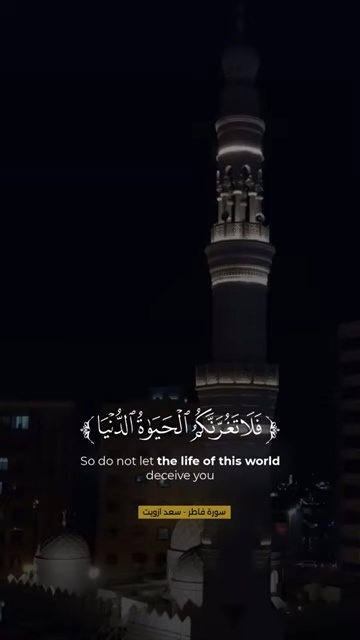 ﴿فَلَا تَغُرَّنَّكُمُ الْحَيَوٰةُ الدُّنْيَا﴾
So do not let the life of this world
deceive you
سورة فاطر - سعد ازويت